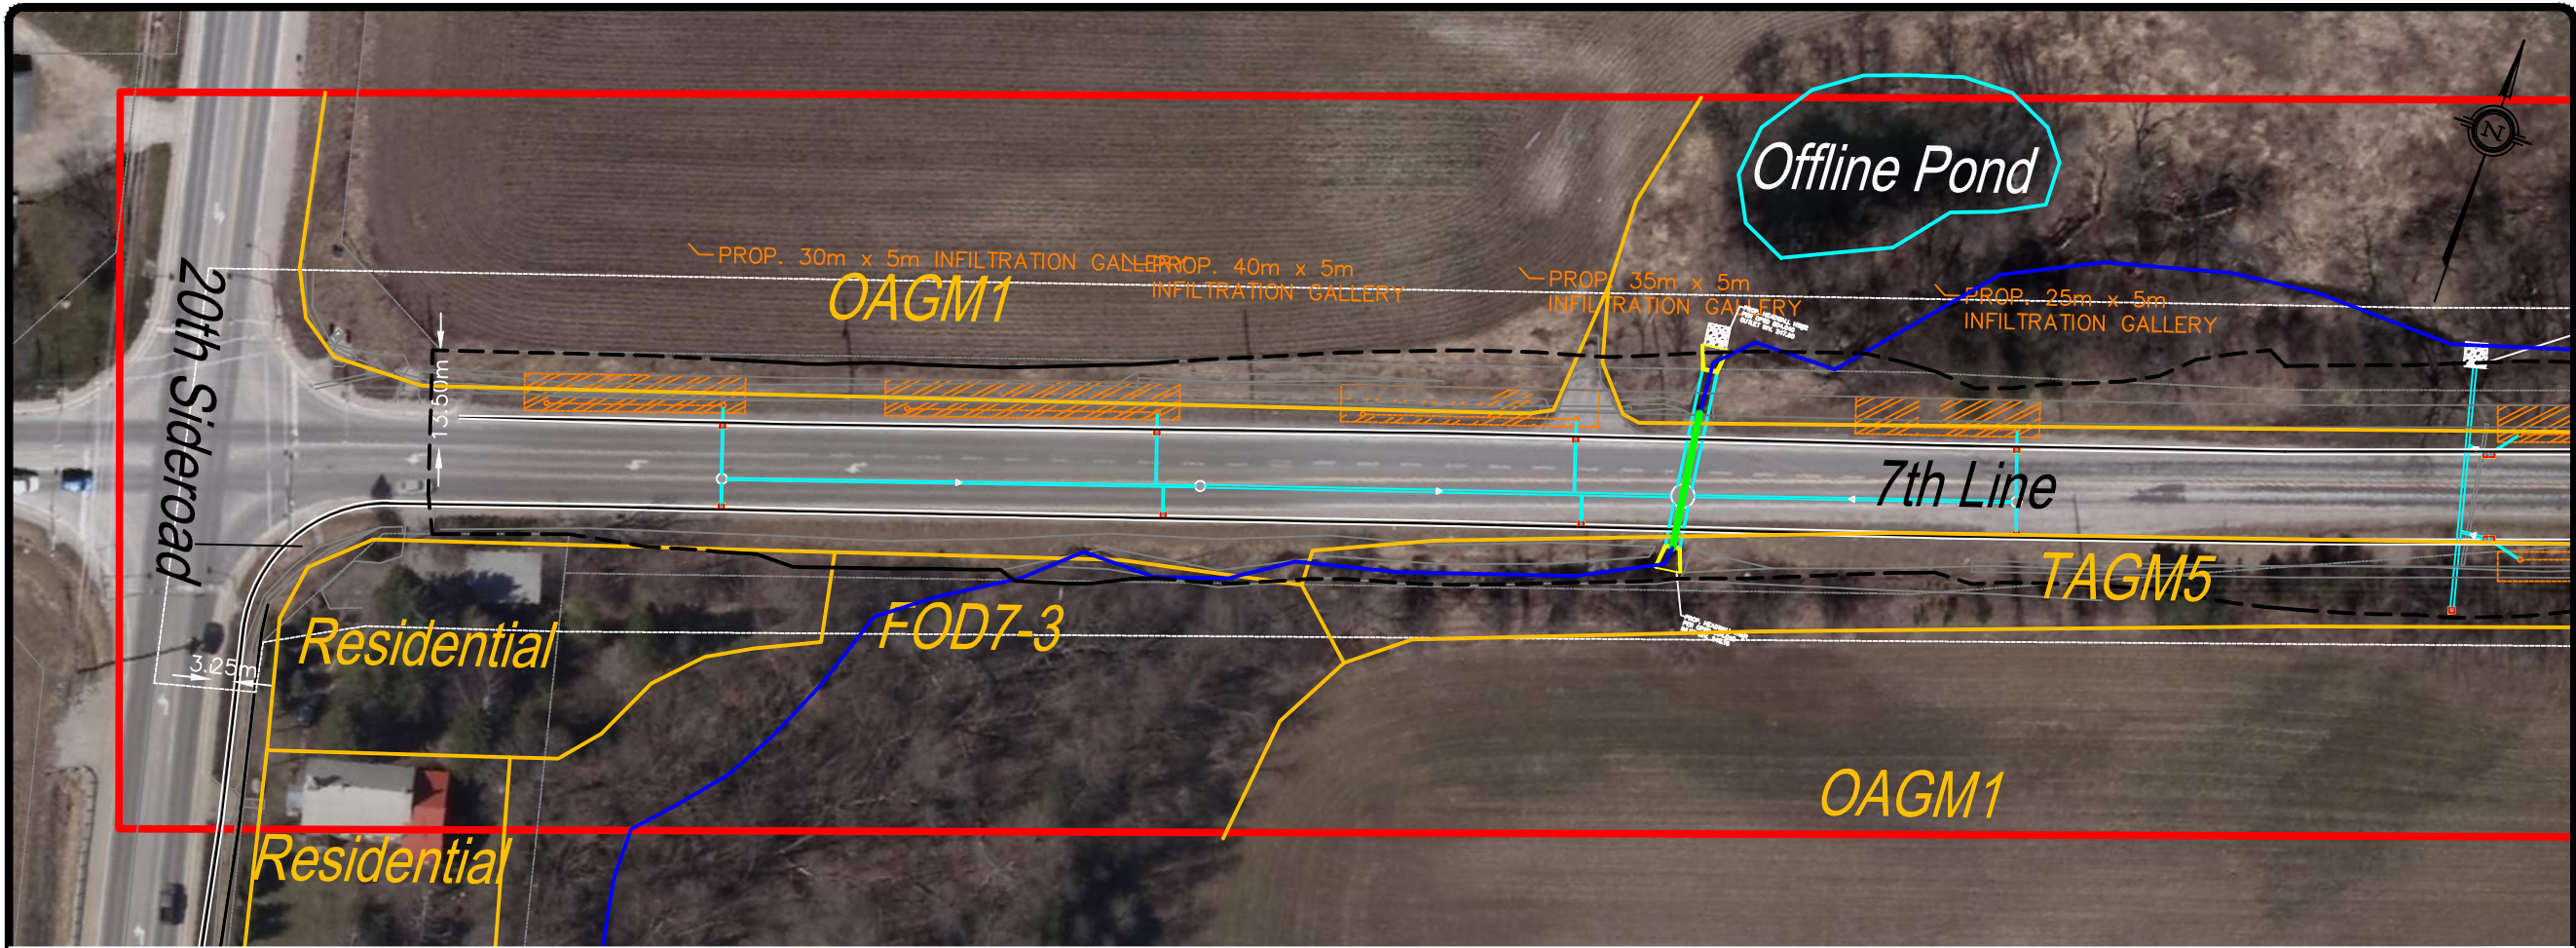 Offline Pond
N
PROP. 30m x 5m INFILTRATION GALLERY
PROP. 40m x 5m
INFILTRATION GALLERY
PROP. 35m x 5m
INFILTRATION GALLERY
PROP. 25m x 5m
INFILTRATION GALLERY
OAGM1
20th Sideroad
13.50m
7th Line
TAGM5
FOD7-3
Residential
3.25m
OAGM1
Residential